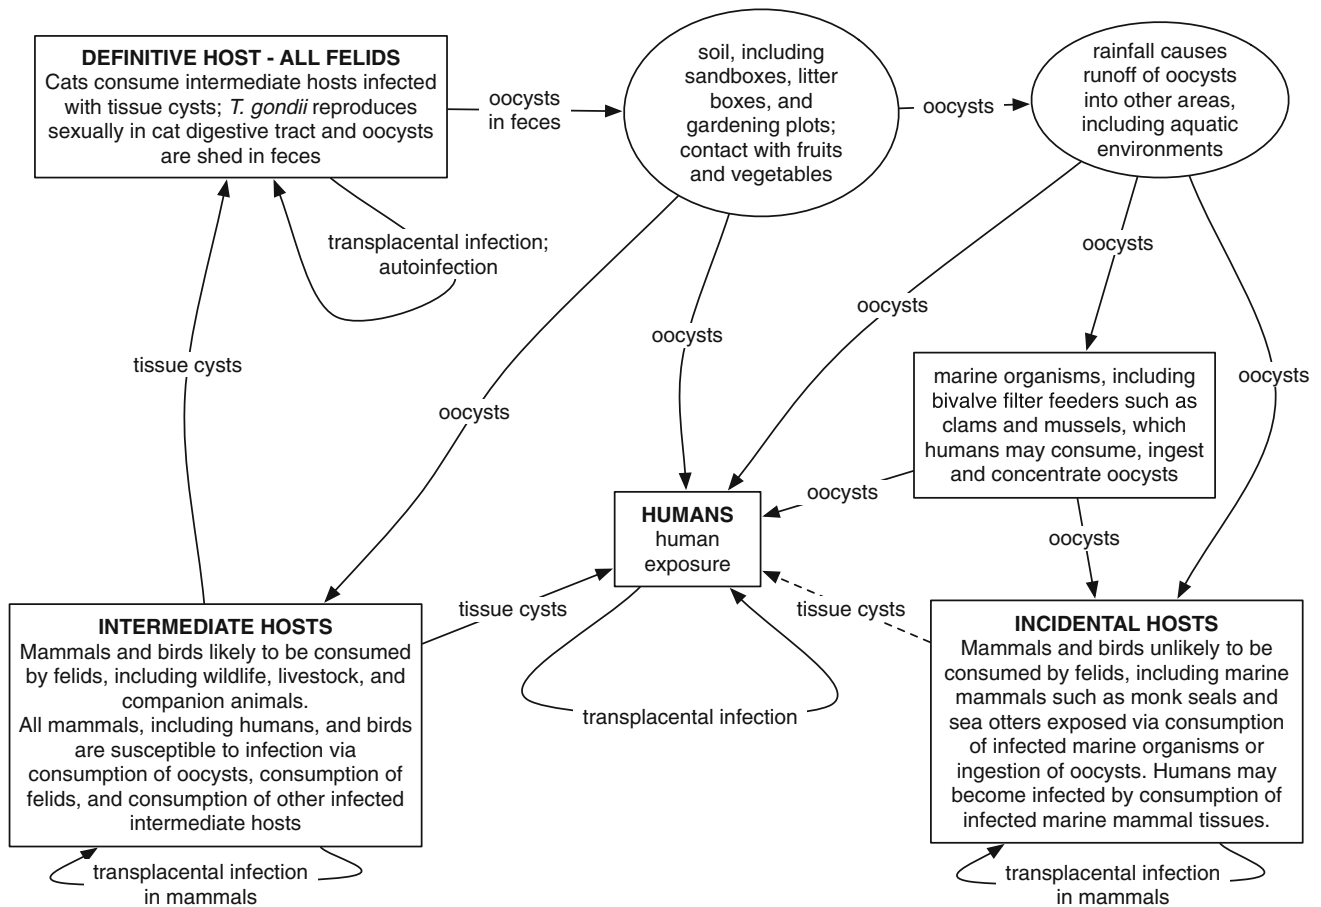 DEFINITIVE HOST - ALL FELIDS
Cats consume intermediate hosts infected
with tissue cysts; T. gondii reproduces
sexually in cat digestive tract and oocysts
are shed in feces
oocysts
in feces
soil, including
sandboxes, litter
boxes, and
gardening plots;
contact with fruits
and vegetables
oocysts
rainfall causes
runoff of oocysts
into other areas,
including aquatic
environments
transplacental infection;
autoinfection
tissue cysts
oocysts
oocysts
oocysts
oocysts
oocysts
marine organisms, including
bivalve filter feeders such as
clams and mussels, which
humans may consume, ingest
and concentrate oocysts
oocysts
oocysts
HUMANS
human
exposure
tissue cysts
tissue cysts
transplacental infection
INTERMEDIATE HOSTS
Mammals and birds likely to be consumed
by felids, including wildlife, livestock, and
companion animals.
All mammals, including humans, and birds
are susceptible to infection via
consumption of oocysts, consumption of
felids, and consumption of other infected
intermediate hosts
transplacental infection
in mammals
INCIDENTAL HOSTS
Mammals and birds unlikely to be
consumed by felids, including marine
mammals such as monk seals and
sea otters exposed via consumption
of infected marine organisms or
ingestion of oocysts. Humans may
become infected by consumption of
infected marine mammal tissues.
transplacental infection
in mammals